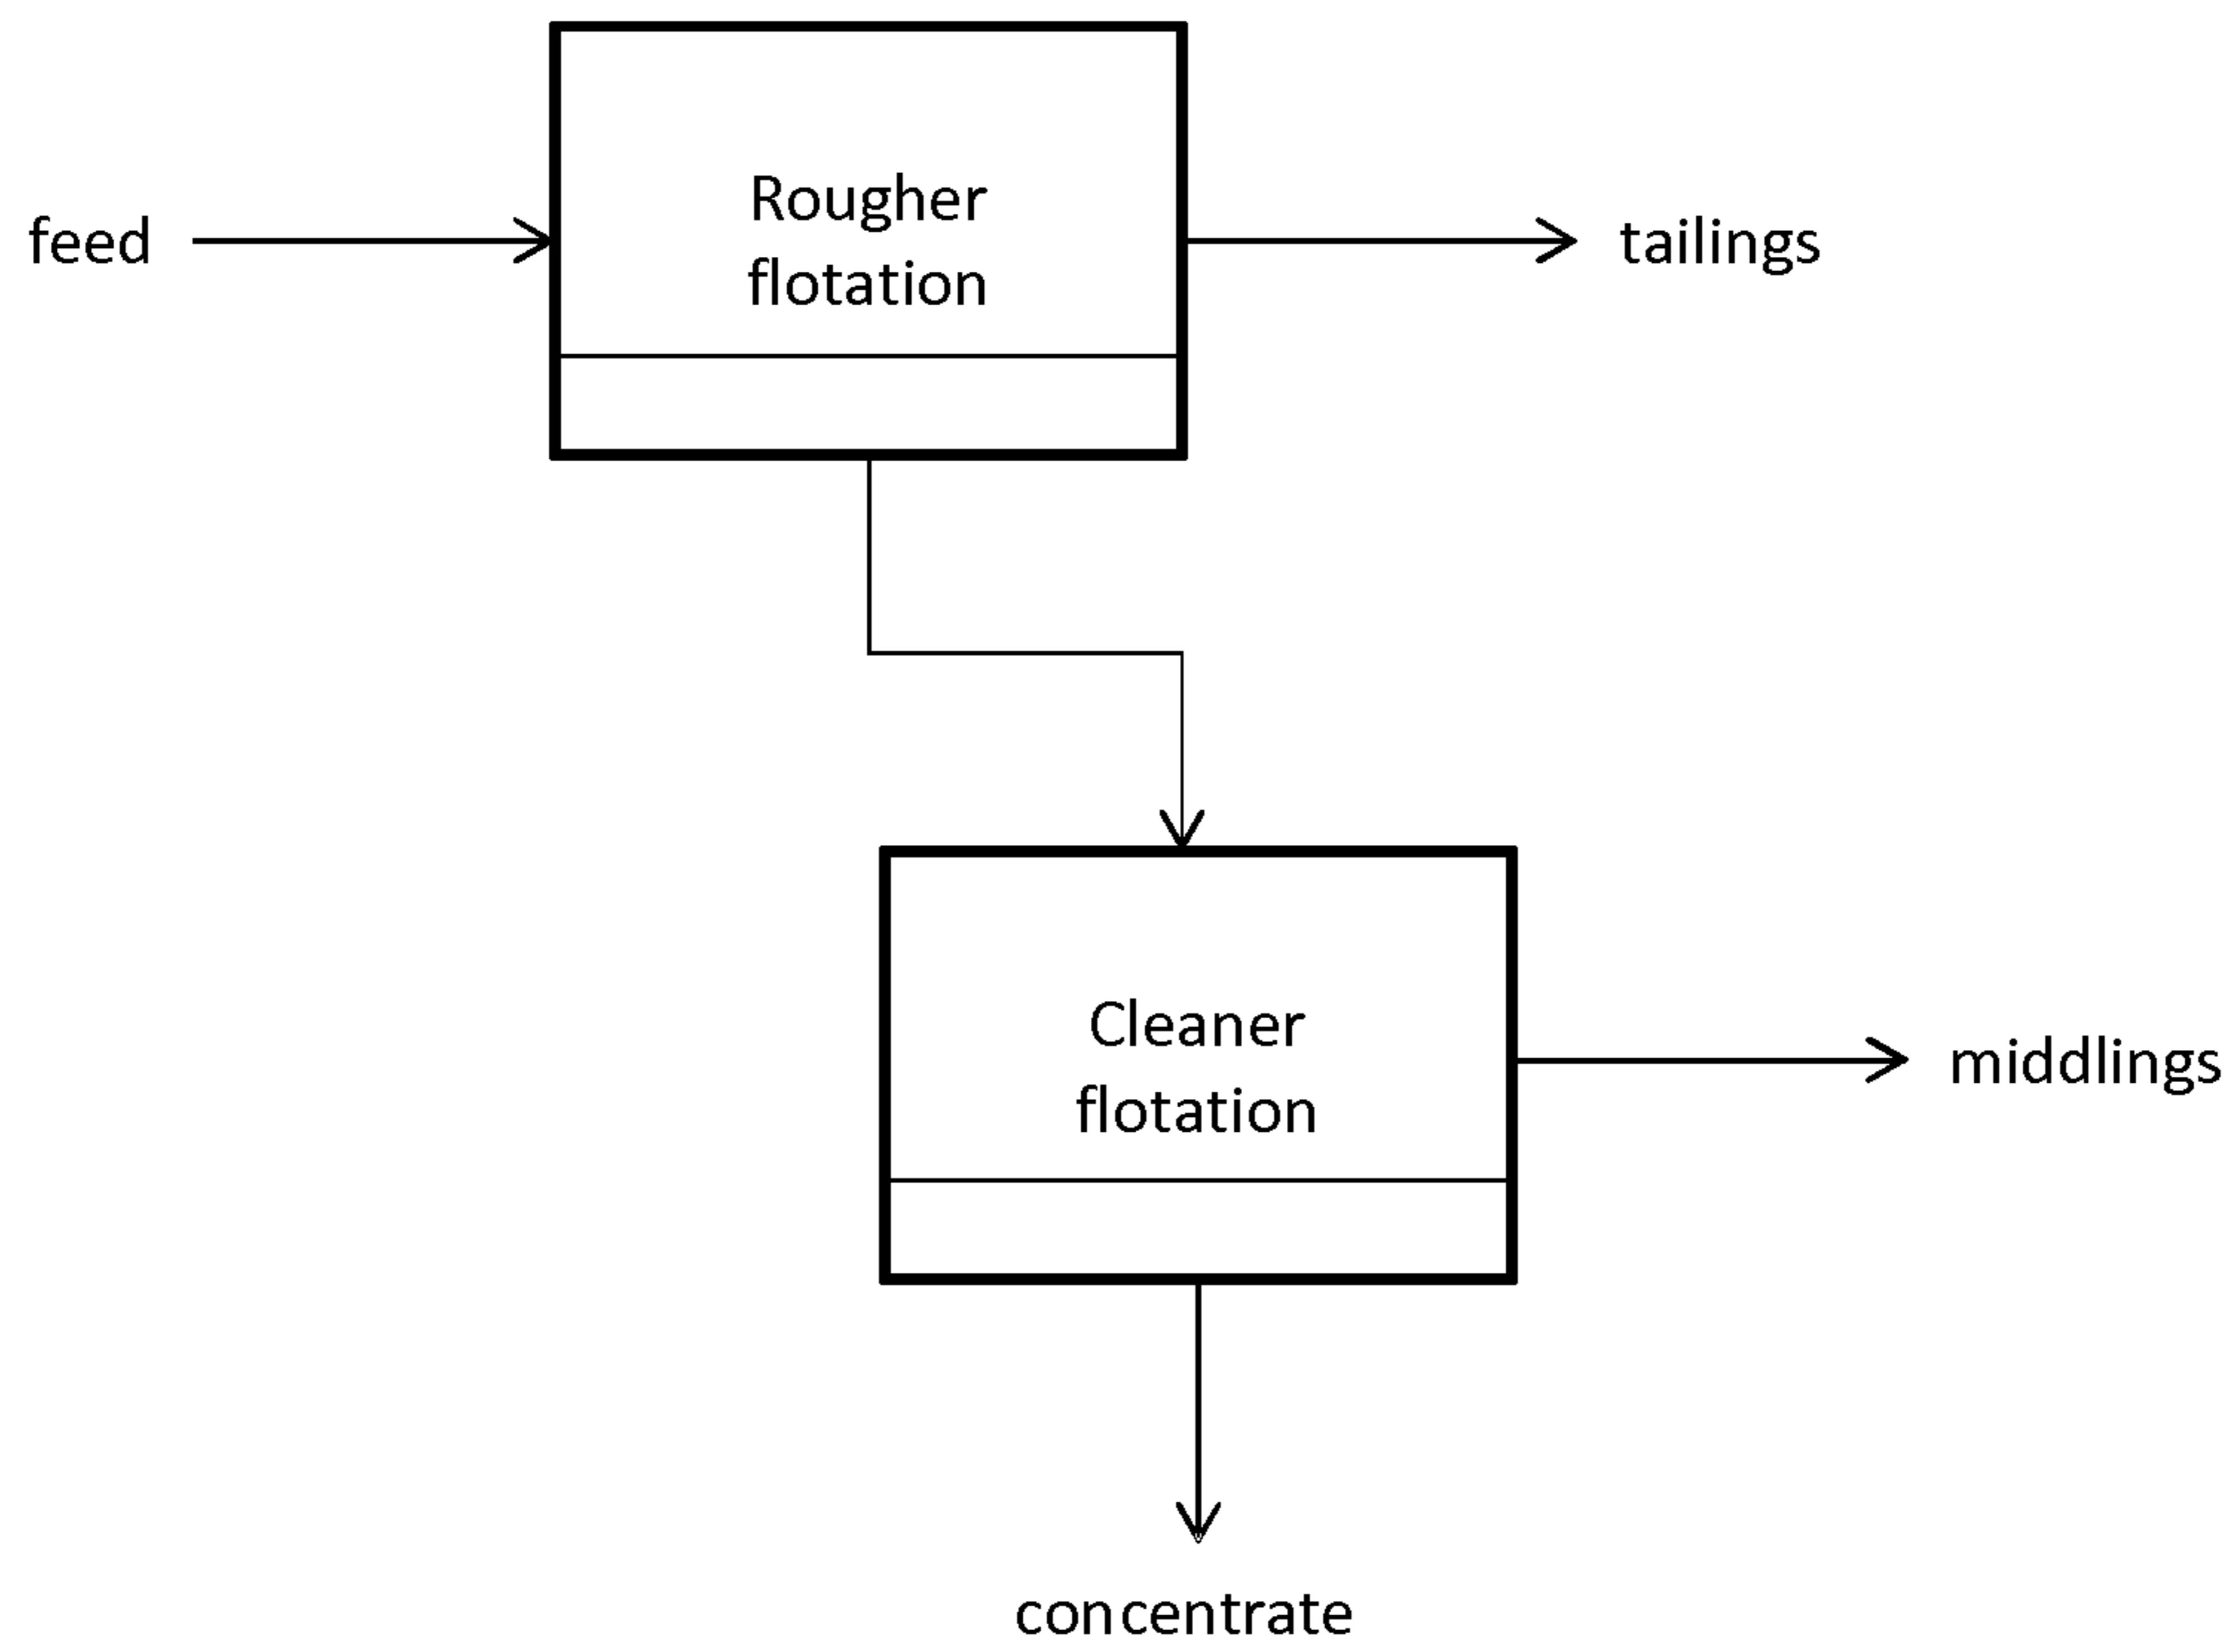 feed
Rougher
flotation
tailings
Cleaner
flotation
middlings
concentrate